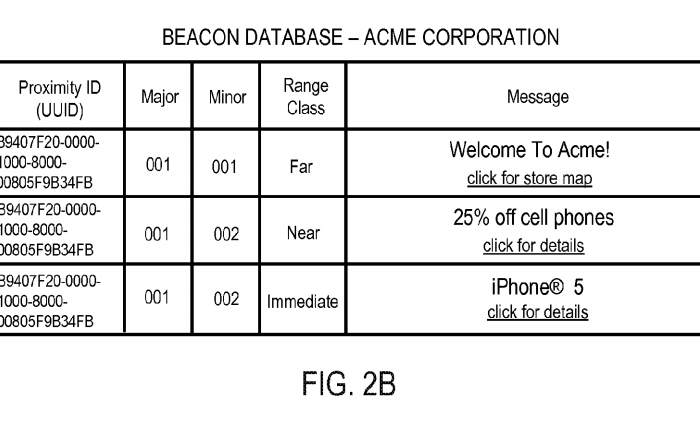 BEACON DATABASE – ACME CORPORATION
Proximity ID
(UUID)
Major
Minor
Range
Class
Message
B9407F20-0000-
1000-8000-
00805F9B34FB
001
001
Far
Welcome To Acme!
click for store map
B9407F20-0000-
1000-8000-
00805F9B34FB
001
002
Near
25% off cell phones
click for details
B9407F20-0000-
1000-8000-
00805F9B34FB
001
002
Immediate
iPhone® 5
click for details
FIG. 2B